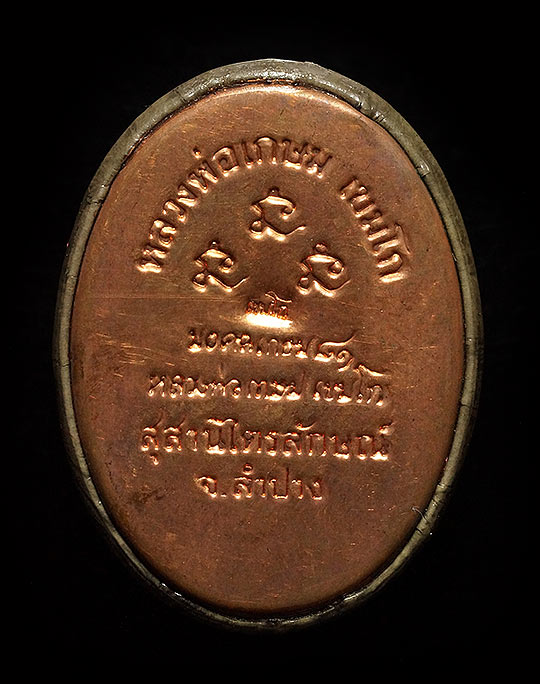 หลวงพ่อเกษม เขมโก
มงคลเกษม๘๑
หลวงพ่อเกษม เขมโก
สุสานไตรลักษณ์
จ.ลำปาง